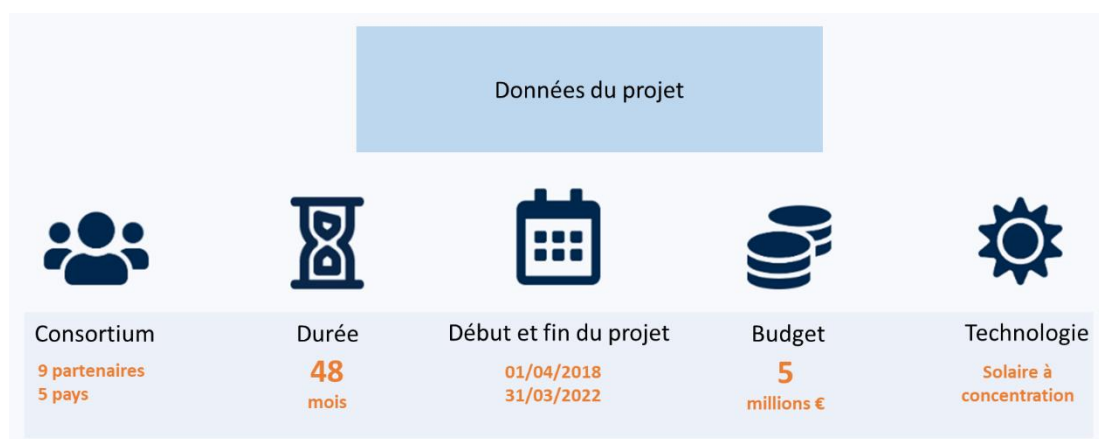 Données du projet
Consortium
9 partenaires
5 pays
Durée
48
mois
Début et fin du projet
01/04/2018
31/03/2022
Budget
5
millions €
Technologie
Solaire à
concentration